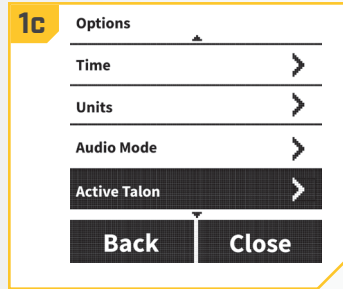 1c
Options
Time
Units
Audio Mode
Active Talon
Back Close